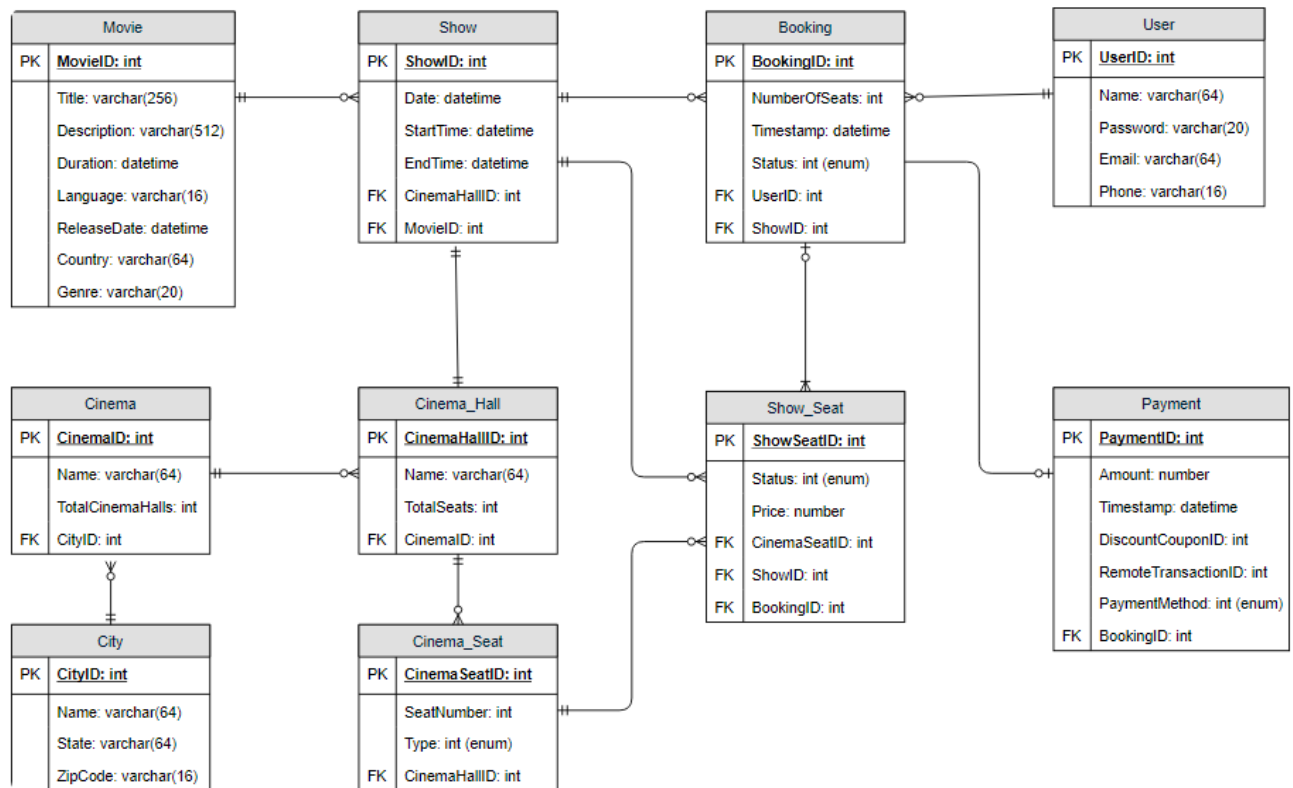 Movie
PK MovieID: int
Title: varchar(256)
Description: varchar(512)
Duration: datetime
Language: varchar(16)
ReleaseDate: datetime
Country: varchar(64)
Genre: varchar(20)
Show
PK ShowID: int
Date: datetime
StartTime: datetime
EndTime: datetime
FK CinemaHallID: int
FK MovieID: int
Booking
PK BookingID: int
NumberOfSeats: int
Timestamp: datetime
Status: int (enum)
FK UserID: int
FK ShowID: int
User
PK UserID: int
Name: varchar(64)
Password: varchar(20)
Email: varchar(64)
Phone: varchar(16)
Cinema
PK CinemaID: int
Name: varchar(64)
TotalCinemaHalls: int
FK CityID: int
Cinema_Hall
PK CinemaHallID: int
Name: varchar(64)
TotalSeats: int
FK CinemaID: int
Show_Seat
PK ShowSeatID: int
Status: int (enum)
Price: number
FK CinemaSeatID: int
FK ShowID: int
FK BookingID: int
Payment
PK PaymentID: int
Amount: number
Timestamp: datetime
DiscountCouponID: int
RemoteTransactionID: int
PaymentMethod: int (enum)
FK BookingID: int
City
PK CityID: int
Name: varchar(64)
State: varchar(64)
ZipCode: varchar(16)
Cinema_Seat
PK CinemaSeatID: int
SeatNumber: int
Type: int (enum)
FK CinemaHallID: int